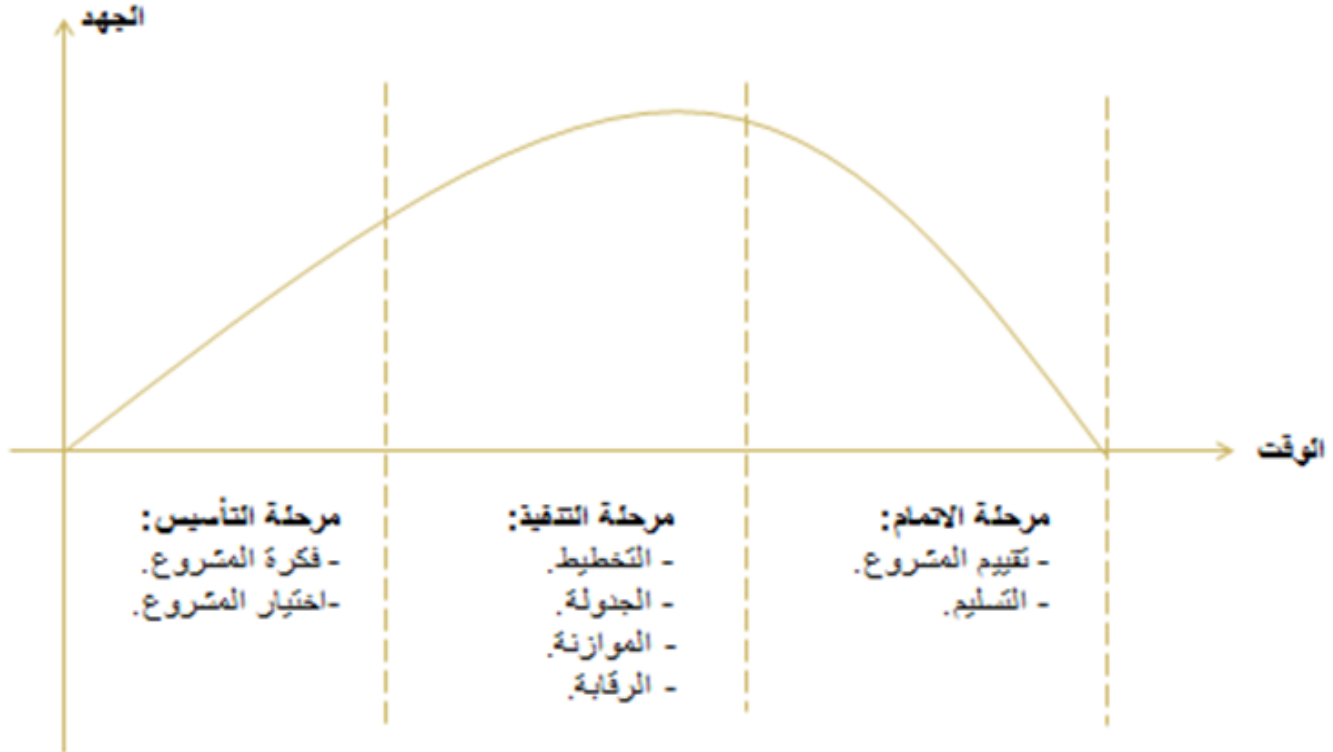 الجهد
الوقت
مرحلة التأسيس:
- فكرة المشروع.
-اختيار المشروع.
مرحلة التنفيذ:
- التخطيط.
- الجدولة.
- الموازنة.
- الرقابة.
مرحلة الاتمام:
- تقييم المشروع.
- التسليم.